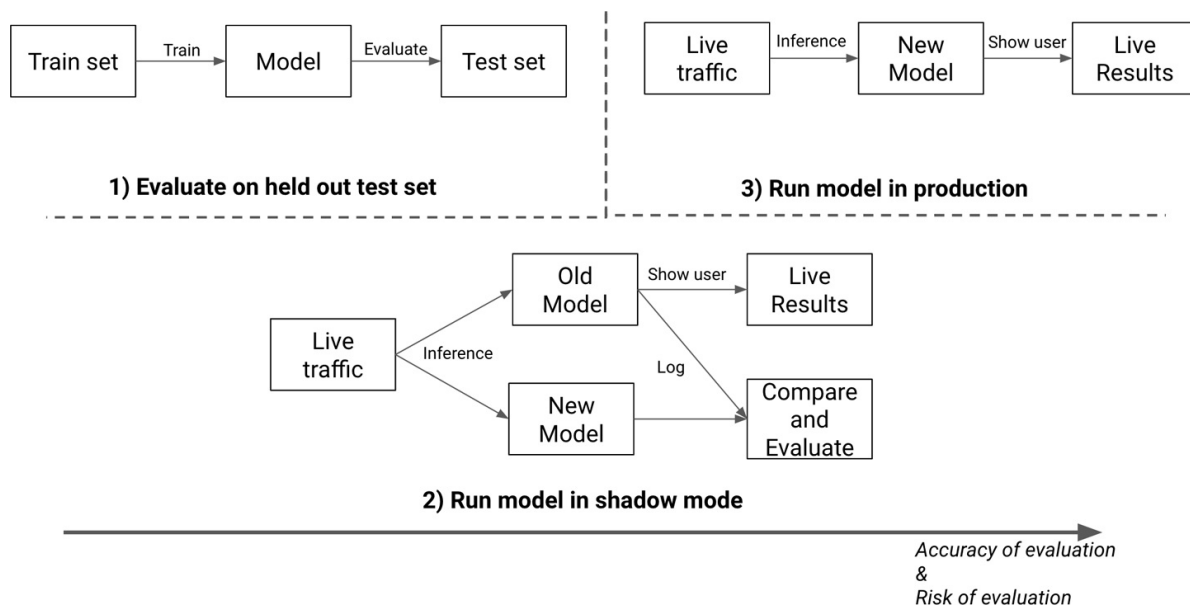 Train set
Train
Model
Evaluate
Test set
1) Evaluate on held out test set
Live
traffic
Inference
New
Model
Show user
Live
Results
3) Run model in production
Live
traffic
Inference
Old
Model
Show user
Live
Results
Log
New
Model
Compare
and
Evaluate
2) Run model in shadow mode
Accuracy of evaluation
&
Risk of evaluation